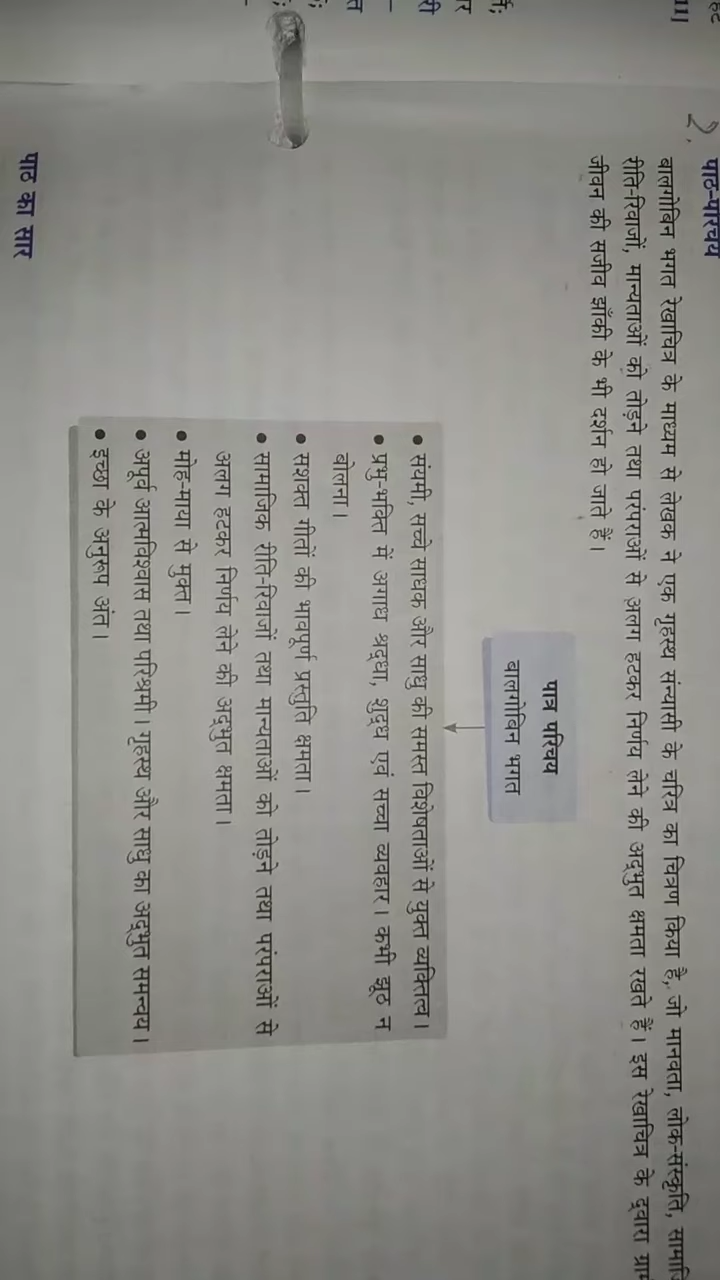 2.
पाठ-परिचय
बालगोबिन भगत रेखाचित्र के माध्यम से लेखक ने एक गृहस्थ संन्यासी के चरित्र का चित्रण किया है, जो मानवता, लोक-संस्कृति,
रीति-रिवाजों, मान्यताओं को तोड़ने तथा परंपराओं से अलग हटकर निर्णय लेने की अद्भुत क्षमता रखते हैं। इस रेखाचित्र के द्वारा
जीवन की सजीव झाँकी के भी दर्शन हो जाते हैं।
पात्र परिचय
बालगोबिन भगत
• संयमी, सच्चे साधक और साधु की समस्त विशेषताओं से युक्त व्यक्तित्व।
• प्रभु-भक्ति में अगाध श्रद्धा, शुद्ध एवं सच्चा व्यवहार। कभी झूठ न
बोलना।
• सशक्त गीतों की भावपूर्ण प्रस्तुति क्षमता।
• सामाजिक रीति-रिवाजों तथा मान्यताओं को तोड़ने तथा परंपराओं से
अलग हटकर निर्णय लेने की अद्भुत क्षमता।
• मोह-माया से मुक्त।
• अपूर्व आत्मविश्वास तथा परिश्रमी। गृहस्थ और साधु का अद्भुत समन्वय।
• इच्छा के अनुरूप अंत।
पाठ का सार